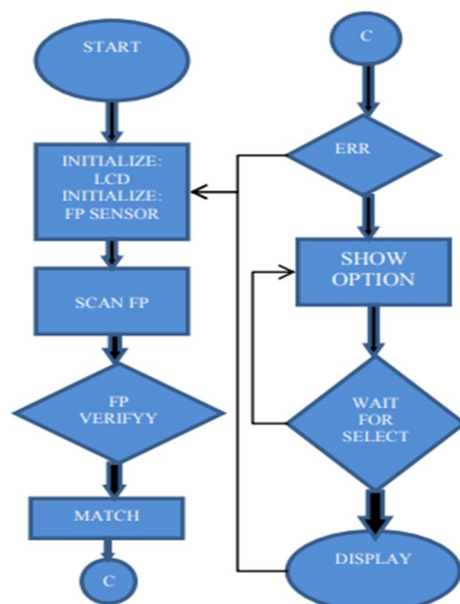 START
INITIALIZE:
LCD
INITIALIZE:
FP SENSOR
SCAN FP
FP
VERIFYY
MATCH
C
C
ERR
SHOW
OPTION
WAIT
FOR
SELECT
DISPLAY